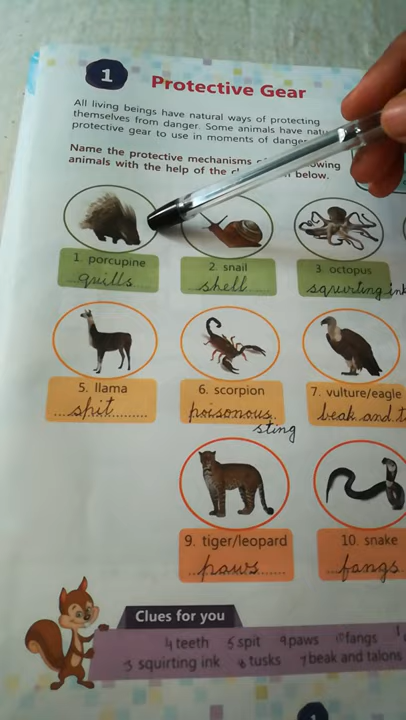 1
Protective Gear
All living beings have natural ways of protecting
themselves from danger. Some animals have
protective gear to use in moments of
Name the protective mechanisms
animals with the help of the below.
1. porcupine
quills
2. snail
shell
3. octopus
squirting ink
5. llama
spit
6. scorpion
poisonous
sting
7. vulture/eagle
beak and
9. tiger/leopard
paws
10. snake
fangs
Clues for you
4 teeth 5 spit 9 paws 10 fangs
3 squirting ink 8 tusks 7 beak and talons